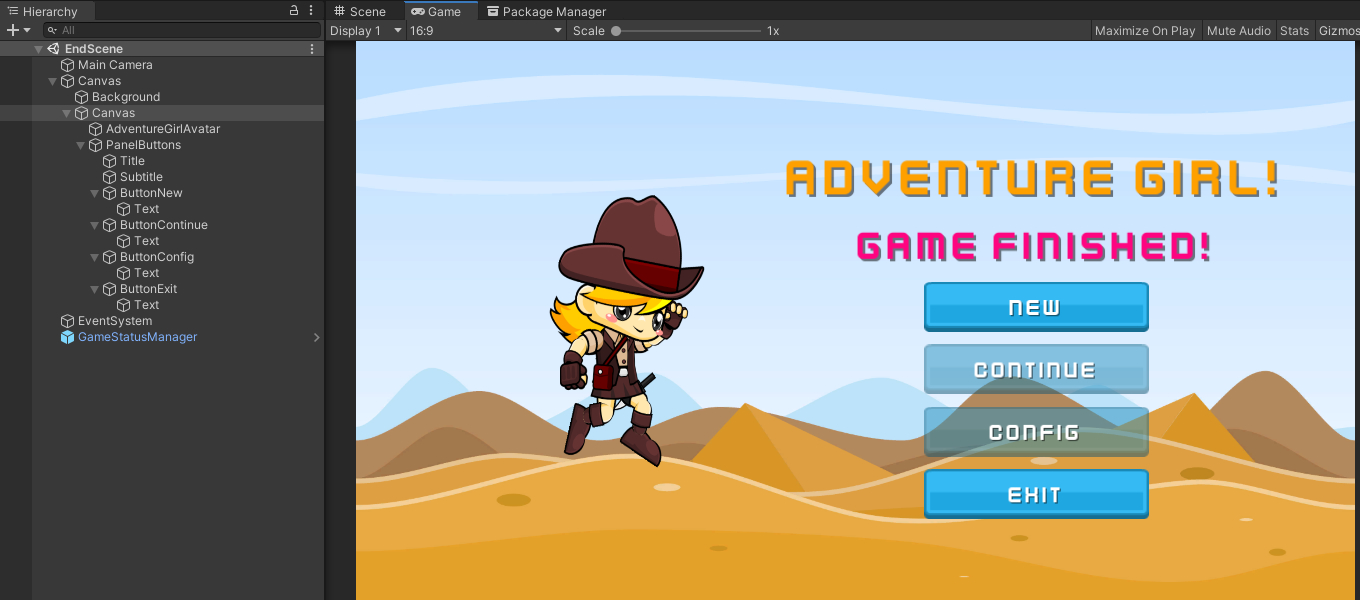 Hierarchy
Scene
Game
Package Manager
All
Display 1
16:9
Scale
1x
Maximize On Play
Mute Audio
Stats
Gizmos
EndScene
Main Camera
Canvas
Background
Canvas
AdventureGirlAvatar
PanelButtons
Title
Subtitle
ButtonNew
Text
ButtonContinue
Text
ButtonConfig
Text
ButtonExit
Text
EventSystem
GameStatusManager
ADVENTURE GIRL!
GAME FINISHED!
NEW
CONTINUE
CONFIG
EXIT